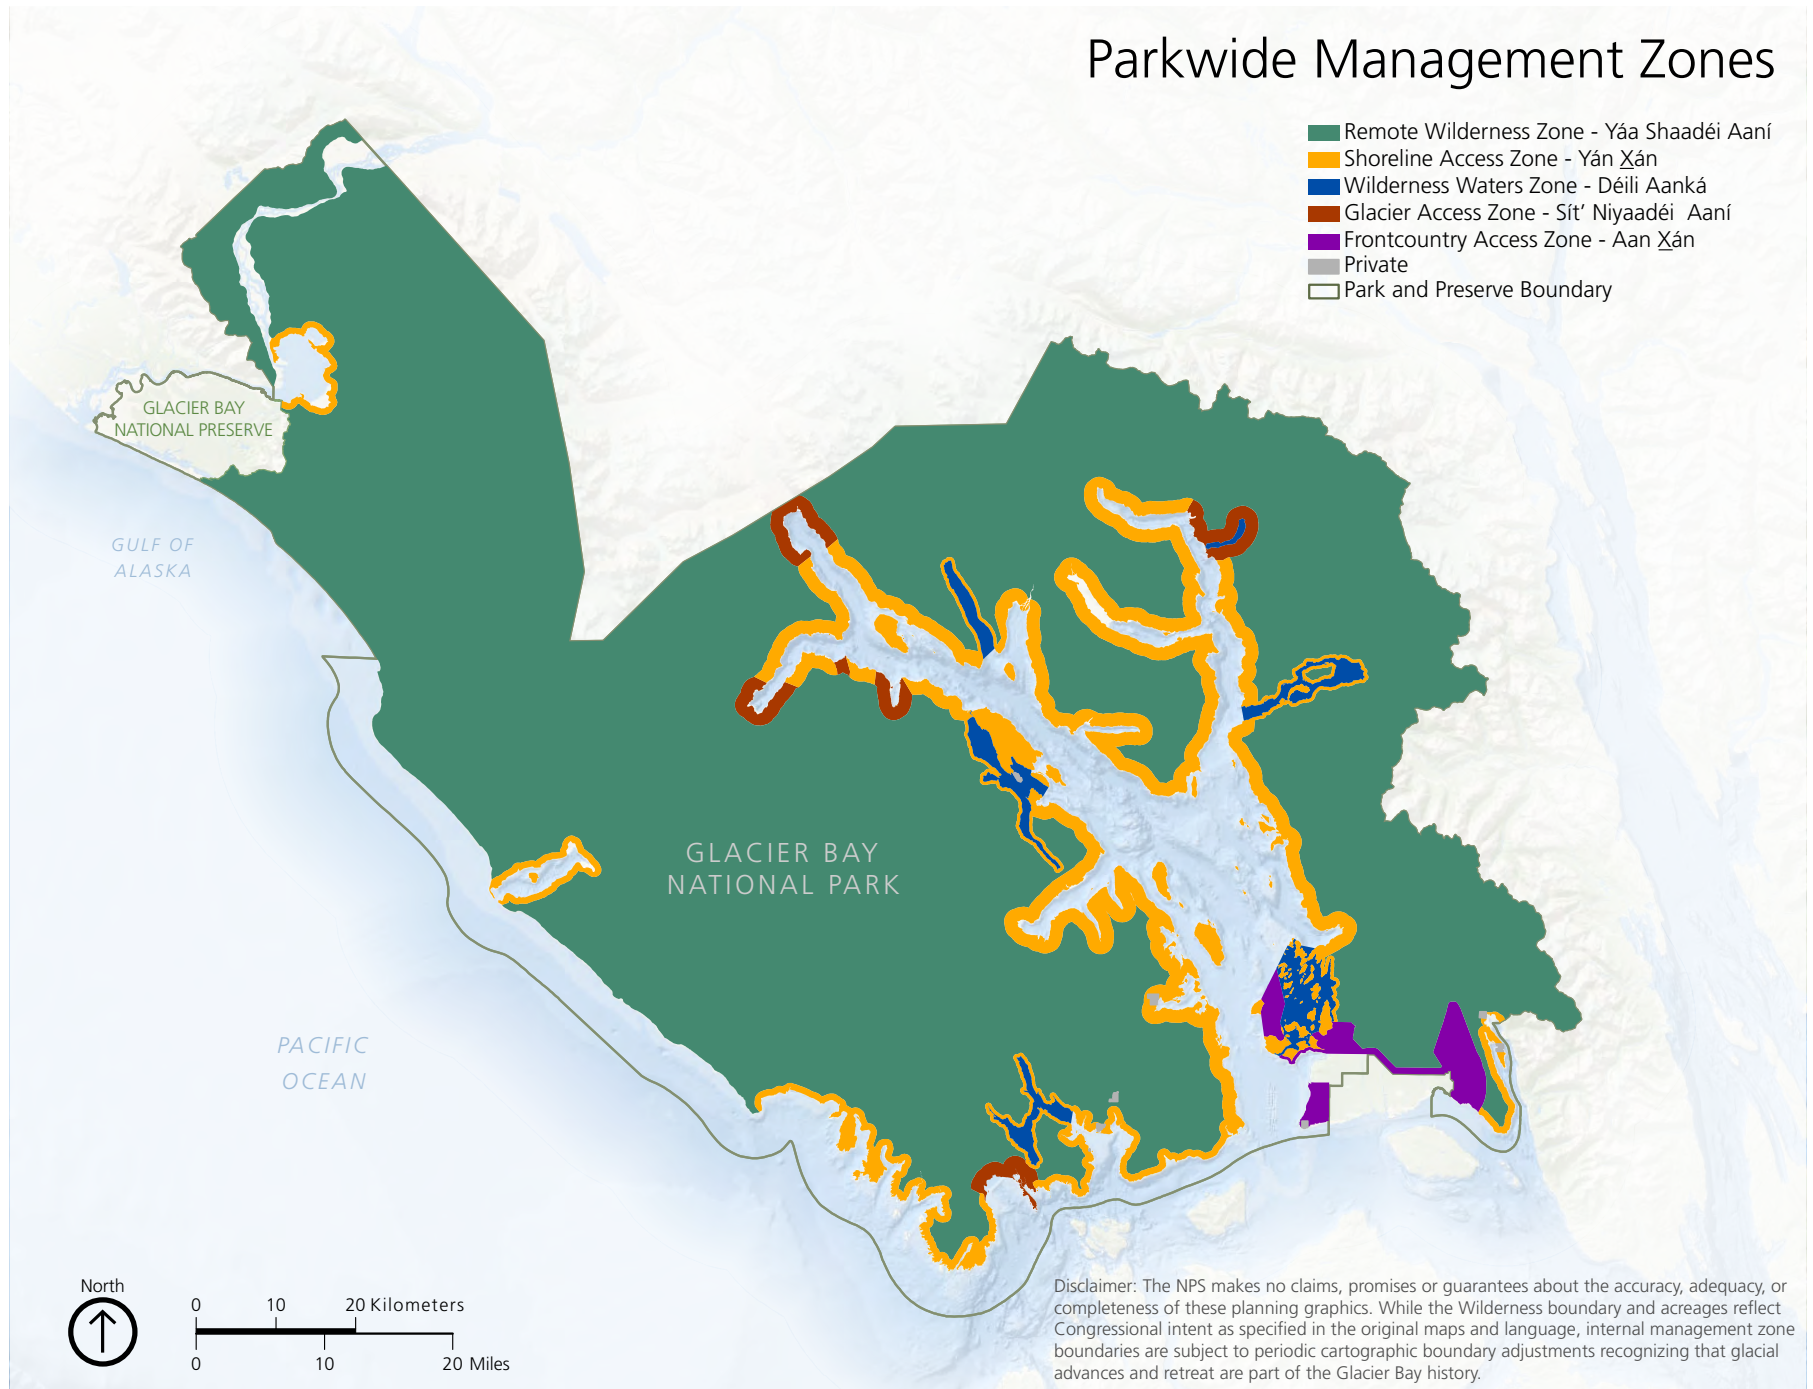 Parkwide Management Zones
Remote Wilderness Zone - Yáa Shaadéi Aaní
Shoreline Access Zone - Yán X̲án
Wilderness Waters Zone - Déili Aanká
Glacier Access Zone - Sít’ Niyaadéi  Aaní
Frontcountry Access Zone - Aan X̲án
Private
Park and Preserve Boundary
GLACIER BAY
NATIONAL PRESERVE
GULF OF
ALASKA
GLACIER BAY
NATIONAL PARK
PACIFIC
OCEAN
North
0 10 20 Kilometers
0 10 20 Miles
Disclaimer: The NPS makes no claims, promises or guarantees about the accuracy, adequacy, or
completeness of these planning graphics. While the Wilderness boundary and acreages reflect
Congressional intent as specified in the original maps and language, internal management zone
boundaries are subject to periodic cartographic boundary adjustments recognizing that glacial
advances and retreat are part of the Glacier Bay history.